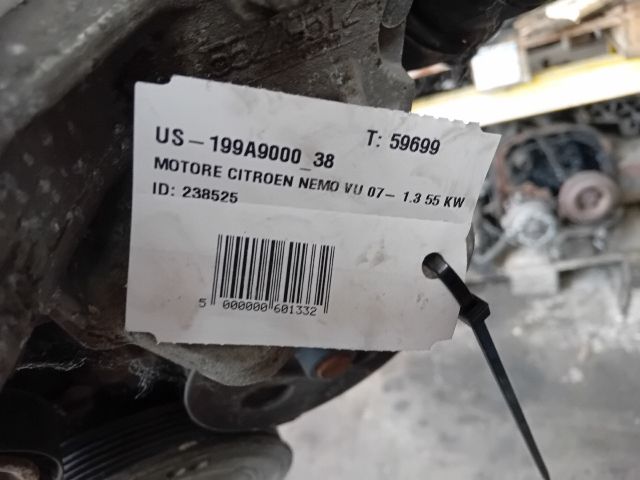 US-199A9000_38 T: 59699
MOTORE CITROEN NEMO VU 07- 1.3 55 KW
ID: 238525
5 000000 601332